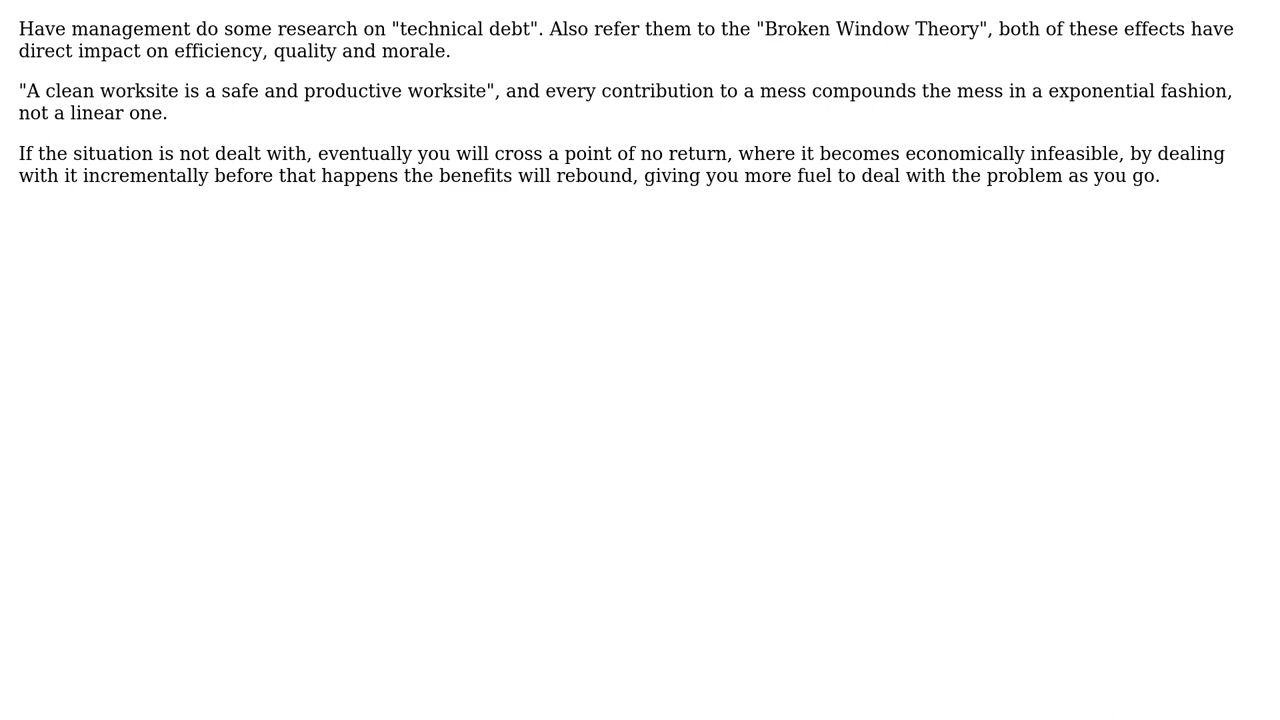 Have management do some research on "technical debt". Also refer them to the "Broken Window Theory", both of these effects have
direct impact on efficiency, quality and morale.
"A clean worksite is a safe and productive worksite", and every contribution to a mess compounds the mess in a exponential fashion,
not a linear one.
If the situation is not dealt with, eventually you will cross a point of no return, where it becomes economically infeasible, by dealing
with it incrementally before that happens the benefits will rebound, giving you more fuel to deal with the problem as you go.